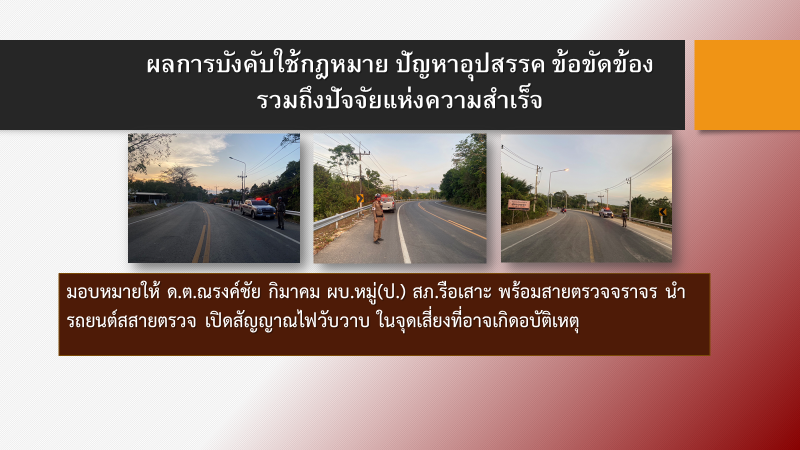 ผลการบังคับใช้กฎหมาย ปัญหาอุปสรรค ข้อขัดข้อง
รวมถึงปัจจัยแห่งความสำเร็จ
มอบหมายให้ ด.ต.ณรงค์ชัย กิมาคม ผบ.หมู่(ป.) สภ.รือเสาะ พร้อมสายตรวจจราจร นำ
รถยนต์สสายตรวจ เปิดสัญญาณไฟวับวาบ ในจุดเสี่ยงที่อาจเกิดอบัติเหตุ